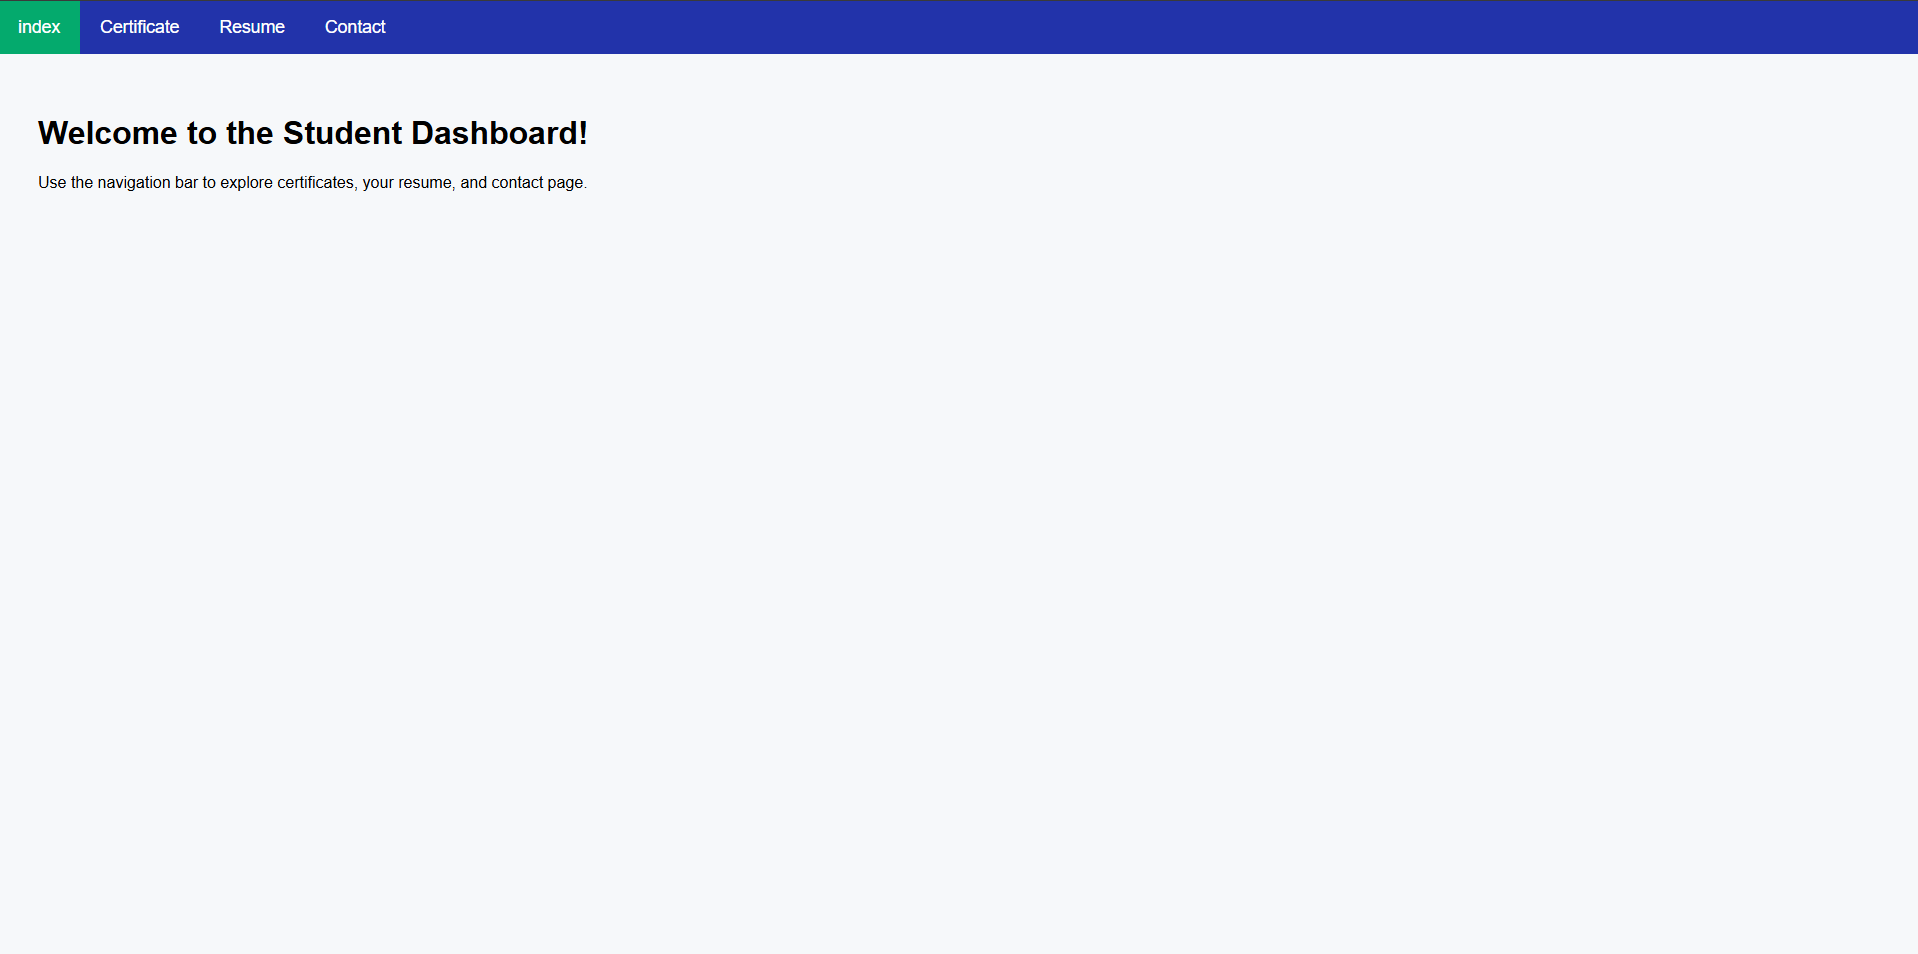 index Certificate Resume Contact
Welcome to the Student Dashboard!
Use the navigation bar to explore certificates, your resume, and contact page.